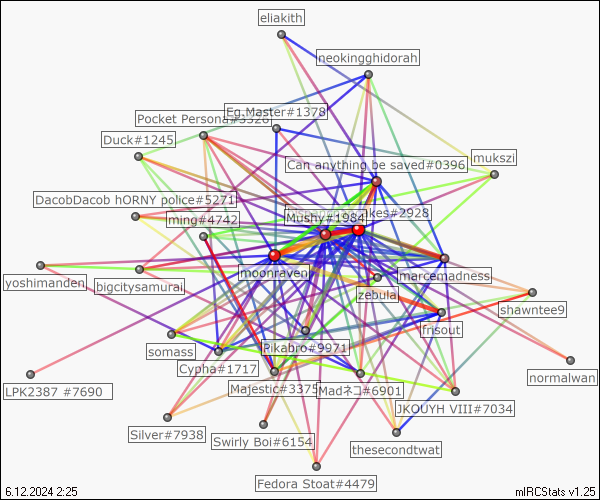 eliakith
neokingghidorah
Eg.Master#1378
Pocket Persona#5526
Duck#1245
Can anything be saved#0396
mukszi
DacobDacob hORNY police#5271
ming#4742
Mushy#1984
akes#2928
moonraven
marcemadness
yoshimanden
bigcitysamurai
zebula
shawntee9
frisout
somass
Pikabro#9971
Cypha#1717
normalwan
LPK2387 #7690
Majestic#3375
Madネコ#6901
JKOUYH VIII#7034
Silver#7938
Swirly Boi#6154
thesecondtwat
Fedora Stoat#4479
6.12.2024 2:25
mIRCStats v1.25